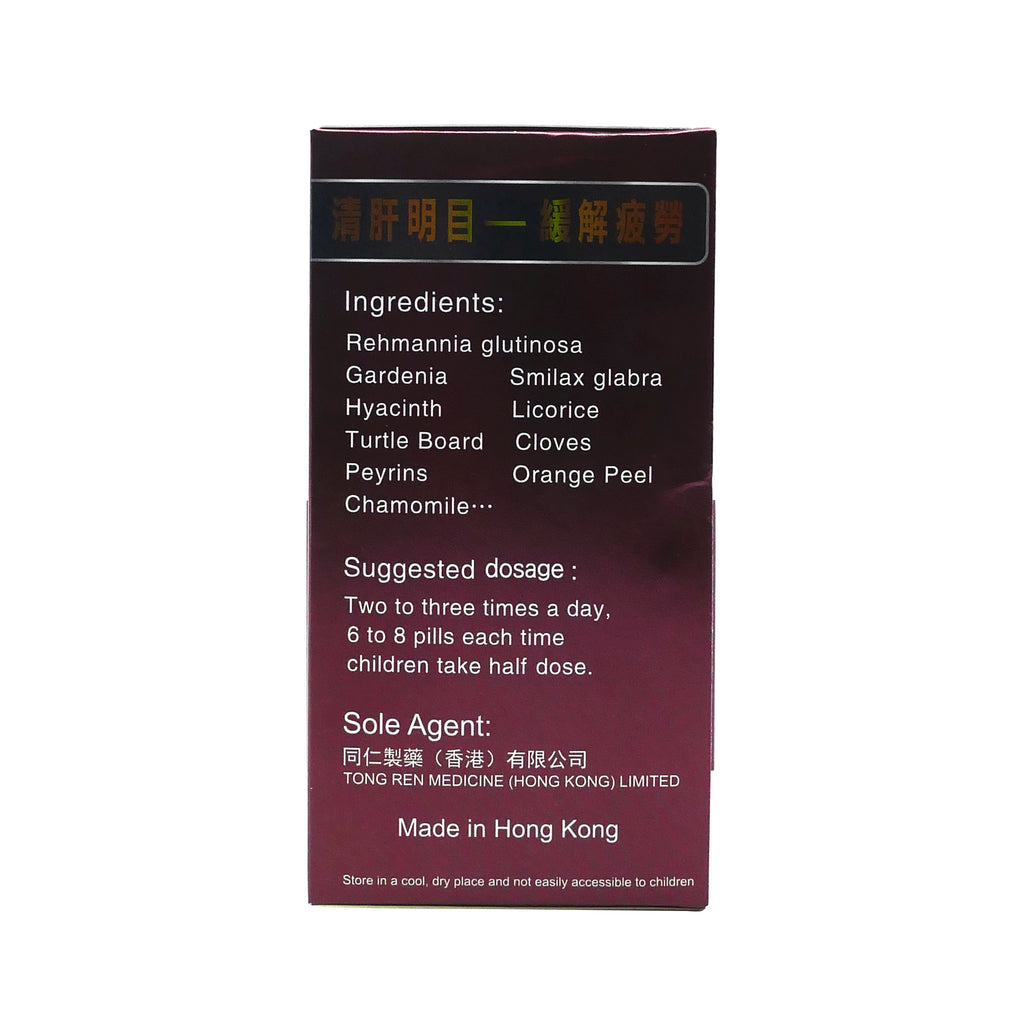 清肝明目—緩解疲勞
Ingredients:
Rehmannia glutinosa
Gardenia Smilax glabra
Hyacinth Licorice
Turtle Board Cloves
Peyrins Orange Peel
Chamomile···
Suggested dosage :
Two to three times a day,
6 to 8 pills each time
children take half dose.
Sole Agent:
同仁製藥（香港）有限公司
TONG REN MEDICINE (HONG KONG) LIMITED
Made in Hong Kong
Store in a cool, dry place and not easily accessible to children